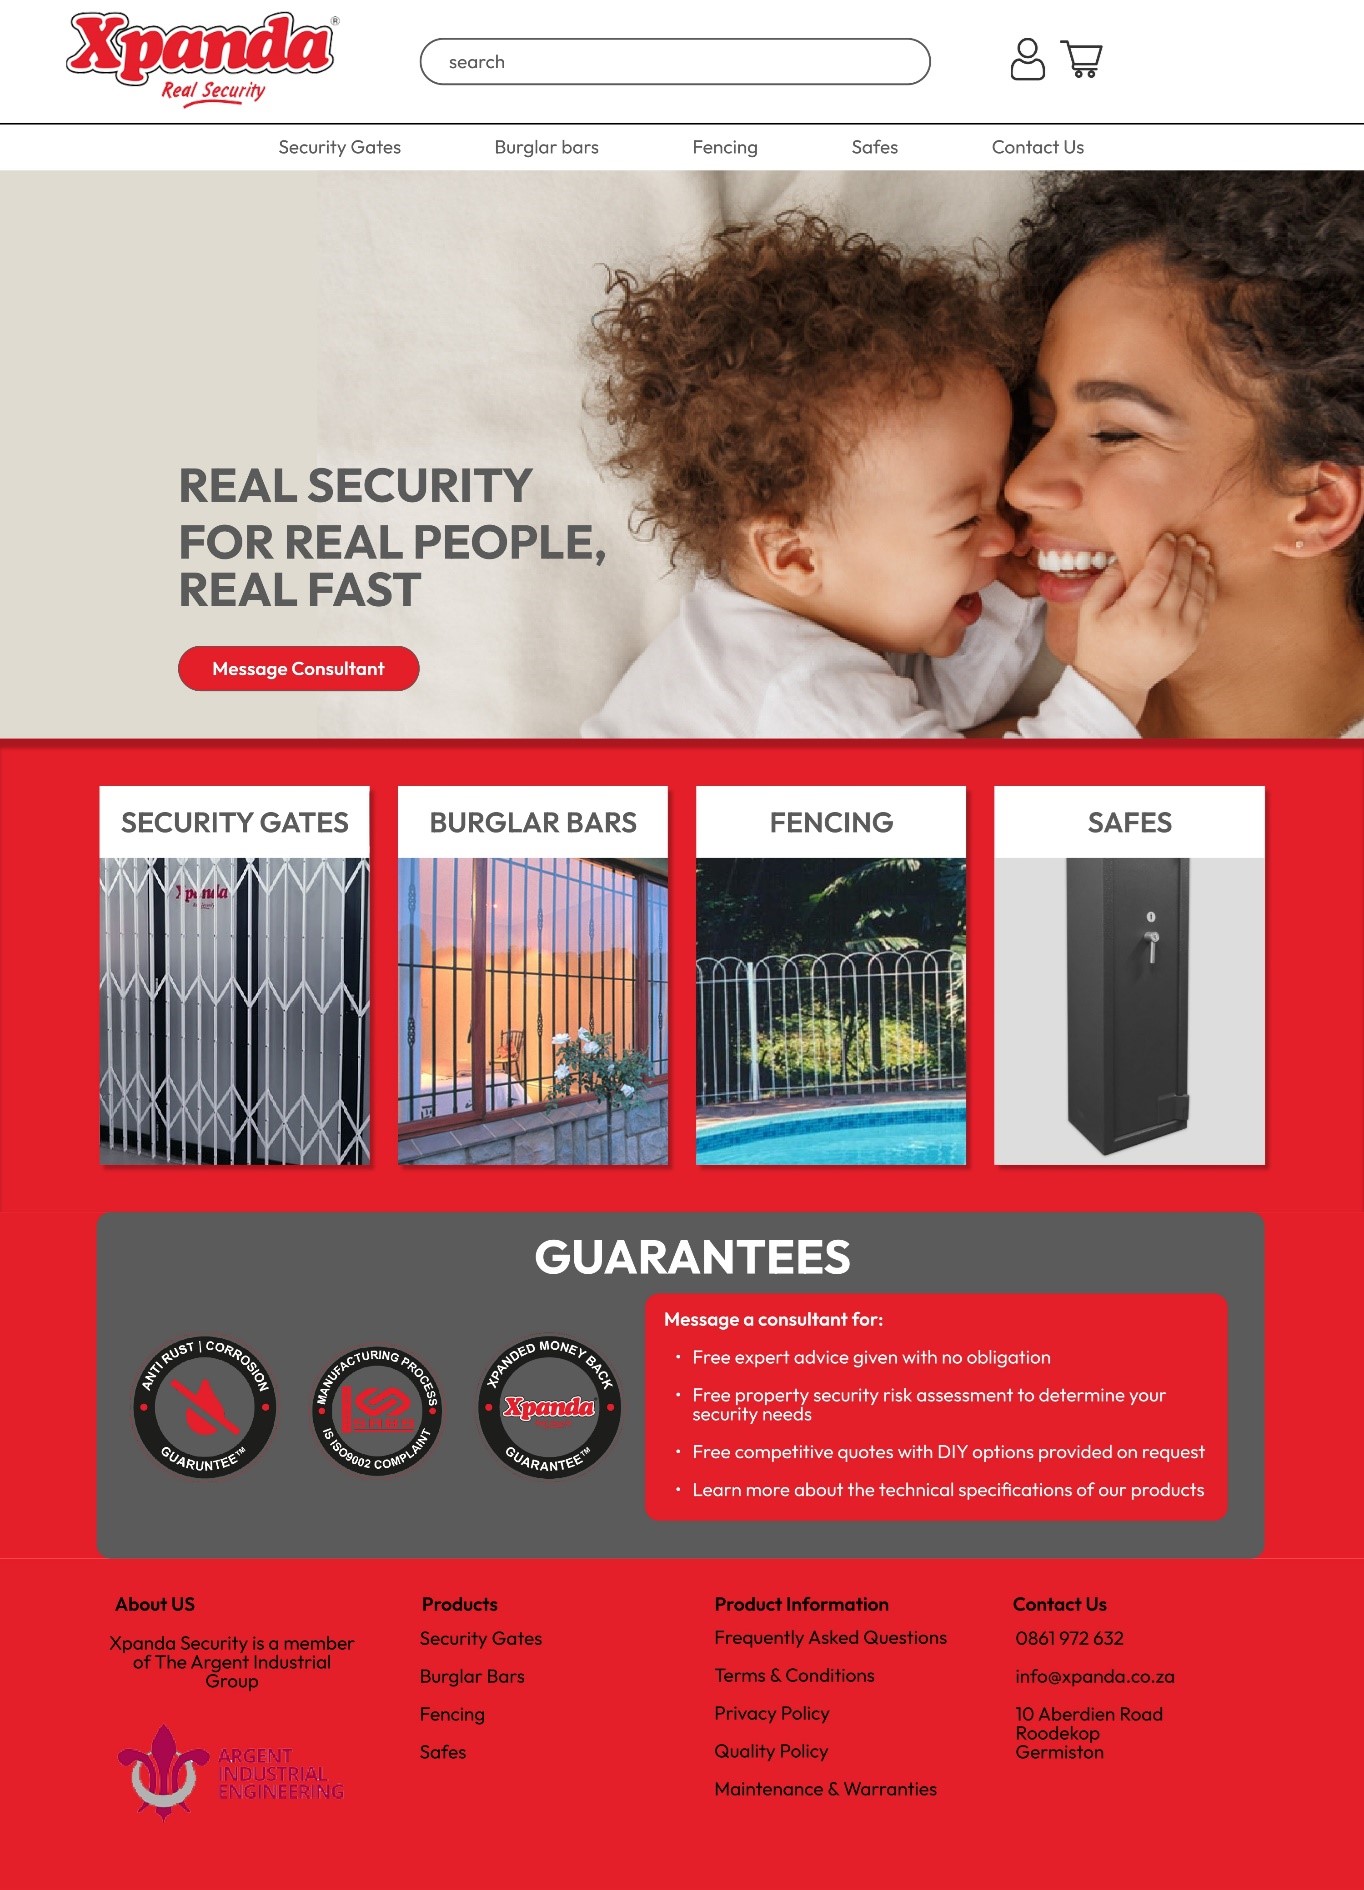 Xpanda®
Real Security
search
Security Gates
Burglar bars
Fencing
Safes
Contact Us
REAL SECURITY
FOR REAL PEOPLE,
REAL FAST
Message Consultant
SECURITY GATES
BURGLAR BARS
FENCING
SAFES
Xpanda
GUARANTEES
ANTI RUST | CORROSION
GUARUNTEE™
MANUFACTURING PROCESS
IS ISO9002 COMPLAINT
XPANDED MONEY BACK
Xpanda
GUARANTEE™
Message a consultant for:
• Free expert advice given with no obligation
• Free property security risk assessment to determine your
security needs
• Free competitive quotes with DIY options provided on request
• Learn more about the technical specifications of our products
About US
Xpanda Security is a member
of The Argent Industrial
Group
ARGENT
INDUSTRIAL
ENGINEERING
Products
Security Gates
Burglar Bars
Fencing
Safes
Product Information
Frequently Asked Questions
Terms & Conditions
Privacy Policy
Quality Policy
Maintenance & Warranties
Contact Us
0861 972 632
info@xpanda.co.za
10 Aberdien Road
Roodekop
Germiston